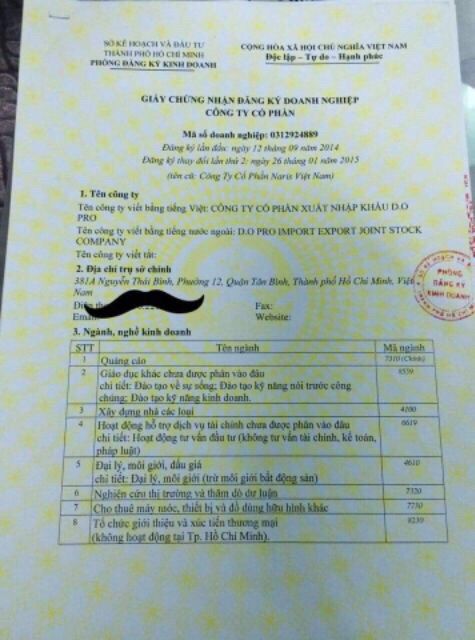 SỞ KẾ HOẠCH VÀ ĐẦU TƯ
THÀNH PHỐ HỒ CHÍ MINH
PHÒNG ĐĂNG KÝ KINH DOANH
CỘNG HÒA XÃ HỘI CHỦ NGHĨA VIỆT NAM
Độc lập – Tự do – Hạnh phúc
GIẤY CHỨNG NHẬN ĐĂNG KÝ DOANH NGHIỆP
CÔNG TY CỔ PHẦN
Mã số doanh nghiệp: 0312924889
Đăng ký lần đầu: ngày 12 tháng 09 năm 2014
Đăng ký thay đổi lần thứ 2: ngày 26 tháng 01 năm 2015
(tên cũ: Công Ty Cổ Phần Naris Việt Nam)
1. Tên công ty
Tên công ty viết bằng tiếng Việt: CÔNG TY CỔ PHẦN XUẤT NHẬP KHẨU D.O
PRO
Tên công ty viết bằng tiếng nước ngoài: D.O PRO IMPORT EXPORT JOINT STOCK
COMPANY
Tên công ty viết tắt:
2. Địa chỉ trụ sở chính
381A Nguyễn Thái Bình, Phường 12, Quận Tân Bình, Thành phố Hồ Chí Minh, Việt
Nam
Fax:
Email Website:
3. Ngành, nghề kinh doanh
STT Tên ngành Mã ngành
1 Quảng cáo 7310 (Chính)
2 Giáo dục khác chưa được phân vào đâu 8559
chi tiết: Đào tạo về sự sống; Đào tạo kỹ năng nói trước công
chúng; Đào tạo kỹ năng kinh doanh.
3 Xây dựng nhà các loại 4100
4 Hoạt động hỗ trợ dịch vụ tài chính chưa được phân vào đâu 6619
chi tiết: Hoạt động tư vấn đầu tư (không tư vấn tài chính, kế toán,
pháp luật)
5 Đại lý, môi giới, đấu giá 4610
chi tiết: Đại lý, môi giới (trừ môi giới bất động sản)
6 Nghiên cứu thị trường và thăm dò dư luận 7320
7 Cho thuê máy móc, thiết bị và đồ dùng hữu hình khác 7730
8 Tổ chức giới thiệu và xúc tiến thương mại 8230
(không hoạt động tại Tp. Hồ Chí Minh).
PHÒNG
ĐĂNG KÝ
KINH DOANH